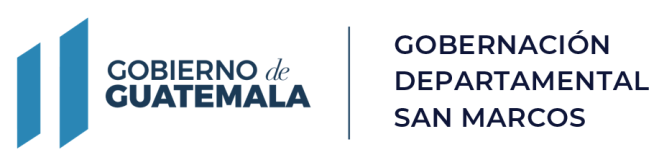 GOBIERNO de
GUATEMALA
GOBERNACIÓN
DEPARTAMENTAL
SAN MARCOS